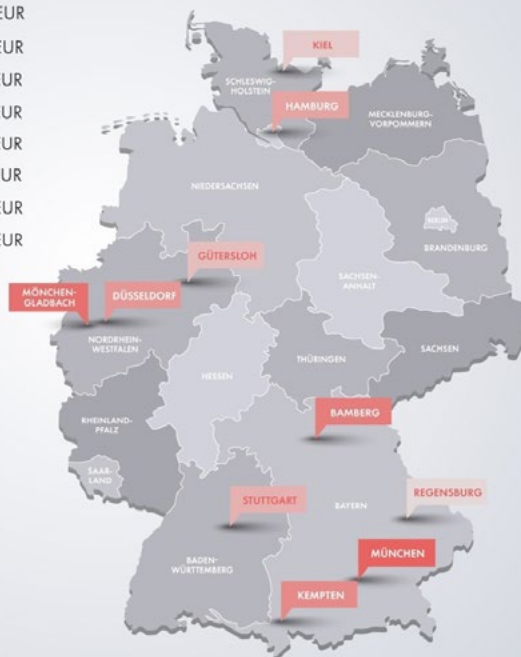 EUR
EUR
EUR
EUR
EUR
EUR
EUR
EUR
KIEL
SCHLESWIG-
HOLSTEIN
HAMBURG
MECKLENBURG-
VORPOMMERN
NIEDERSACHSEN
BERLIN
BRANDENBURG
GÜTERSLOH
SACHSEN-
ANHALT
MÖNCHEN-
GLADBACH
DÜSSELDORF
NORDRHEIN-
WESTFALEN
SACHSEN
THÜRINGEN
HESSEN
BAMBERG
RHEINLAND-
PFALZ
SAAR-
LAND
STUTTGART
REGENSBURG
BAYERN
MÜNCHEN
BADEN-
WÜRTTEMBERG
KEMPTEN